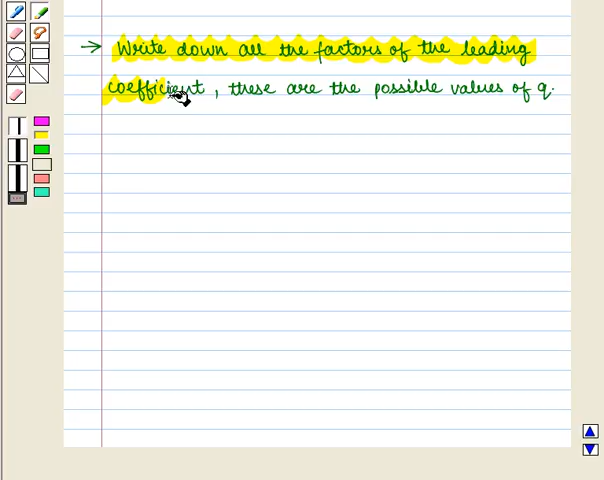 → Write down all the factors of the leading
coefficient, these are the possible values of q.